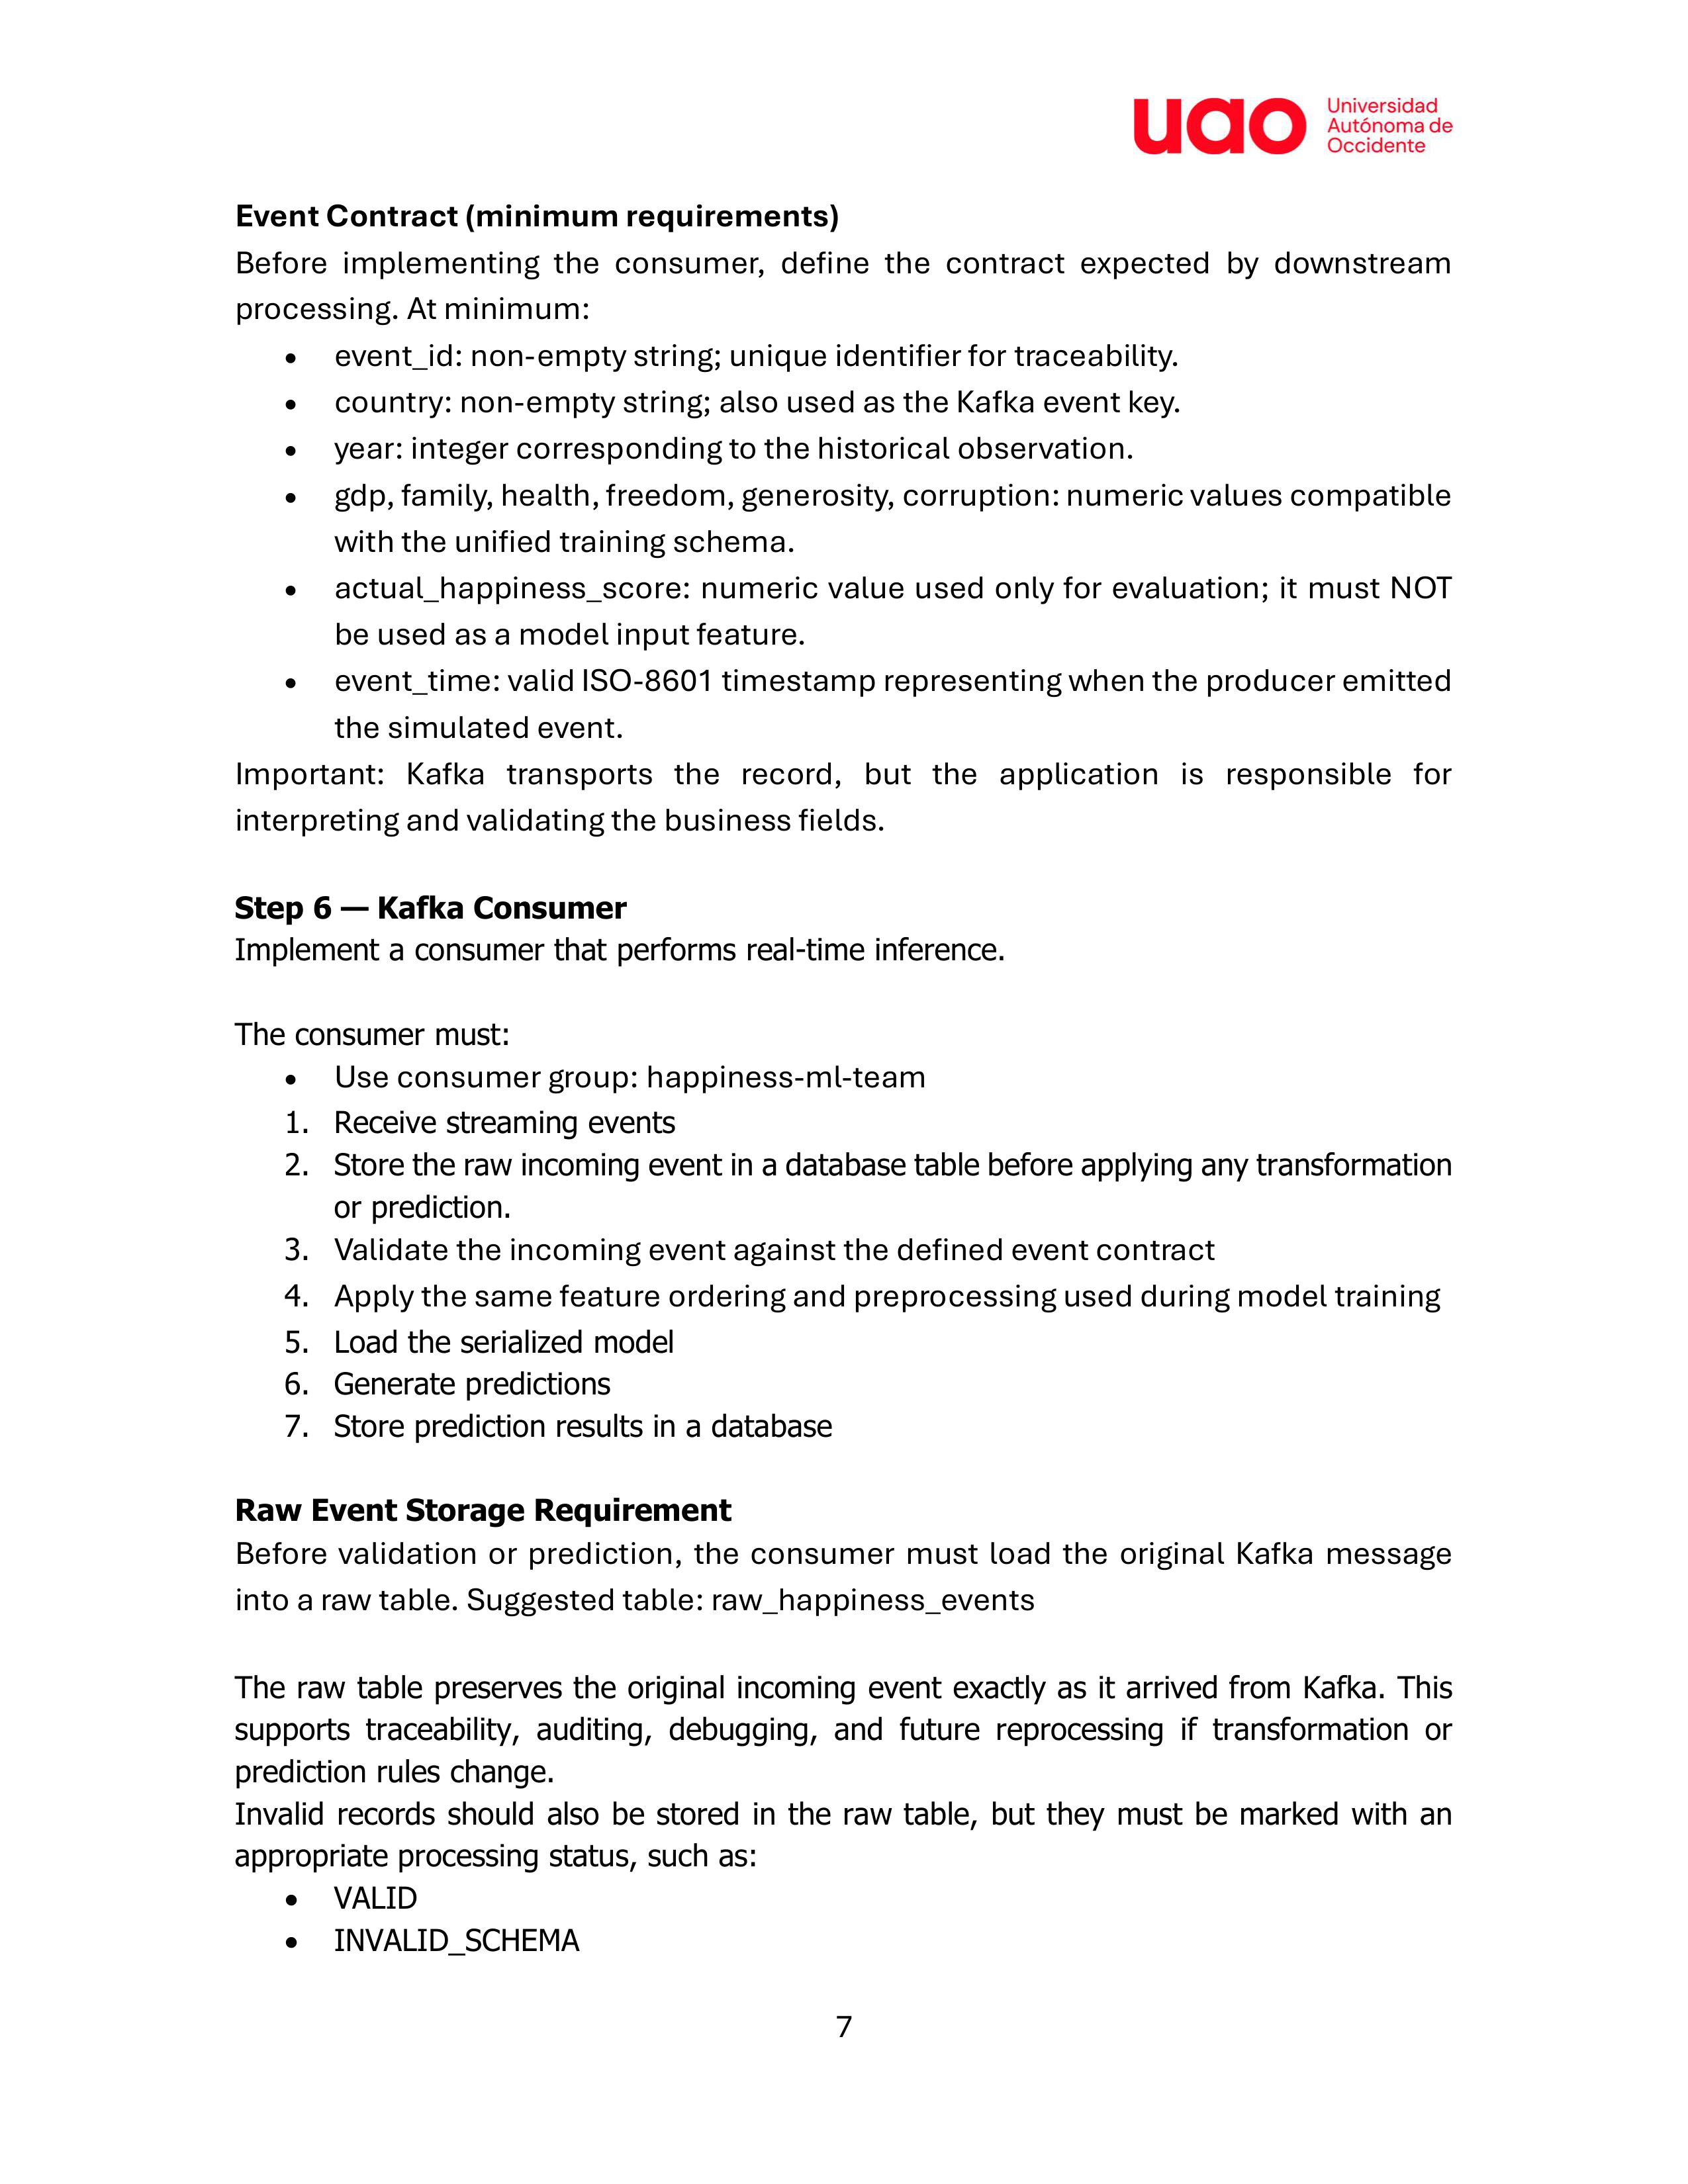 uao Universidad
Autónoma de
Occidente
Event Contract (minimum requirements)
Before implementing the consumer, define the contract expected by downstream
processing. At minimum:
• event_id: non-empty string; unique identifier for traceability.
• country: non-empty string; also used as the Kafka event key.
• year: integer corresponding to the historical observation.
• gdp, family, health, freedom, generosity, corruption: numeric values compatible
with the unified training schema.
• actual_happiness_score: numeric value used only for evaluation; it must NOT
be used as a model input feature.
• event_time: valid ISO-8601 timestamp representing when the producer emitted
the simulated event.
Important: Kafka transports the record, but the application is responsible for
interpreting and validating the business fields.
Step 6 — Kafka Consumer
Implement a consumer that performs real-time inference.
The consumer must:
• Use consumer group: happiness-ml-team
1. Receive streaming events
2. Store the raw incoming event in a database table before applying any transformation
or prediction.
3. Validate the incoming event against the defined event contract
4. Apply the same feature ordering and preprocessing used during model training
5. Load the serialized model
6. Generate predictions
7. Store prediction results in a database
Raw Event Storage Requirement
Before validation or prediction, the consumer must load the original Kafka message
into a raw table. Suggested table: raw_happiness_events
The raw table preserves the original incoming event exactly as it arrived from Kafka. This
supports traceability, auditing, debugging, and future reprocessing if transformation or
prediction rules change.
Invalid records should also be stored in the raw table, but they must be marked with an
appropriate processing status, such as:
• VALID
• INVALID_SCHEMA
7